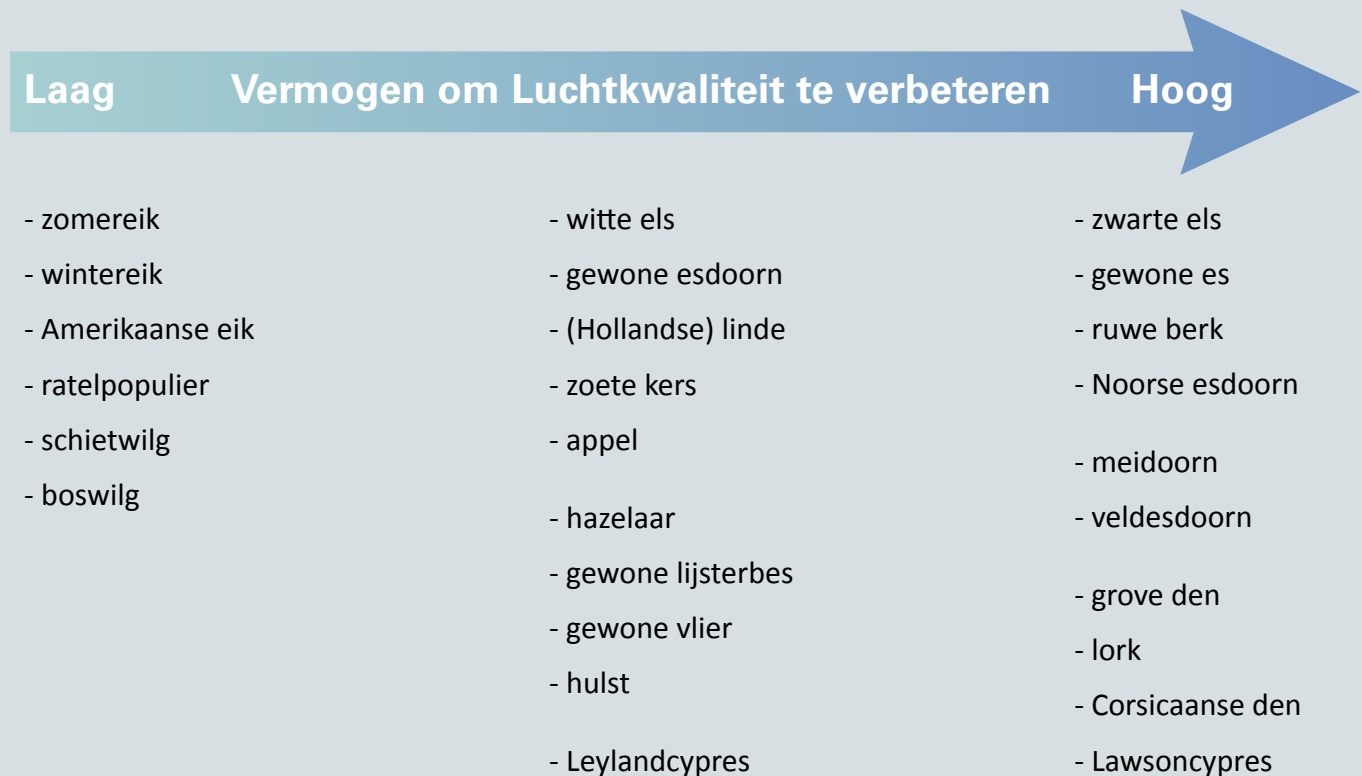 Laag Vermogen om Luchtkwaliteit te verbeteren Hoog
- zomereik
- wintereik
- Amerikaanse eik
- ratelpopulier
- schietwilg
- boswilg
- witte els
- gewone esdoorn
- (Hollandse) linde
- zoete kers
- appel
- hazelaar
- gewone lijsterbes
- gewone vlier
- hulst
- Leylandcypres
- zwarte els
- gewone es
- ruwe berk
- Noorse esdoorn
- meidoorn
- veldesdoorn
- grove den
- lork
- Corsicaanse den
- Lawsoncypres